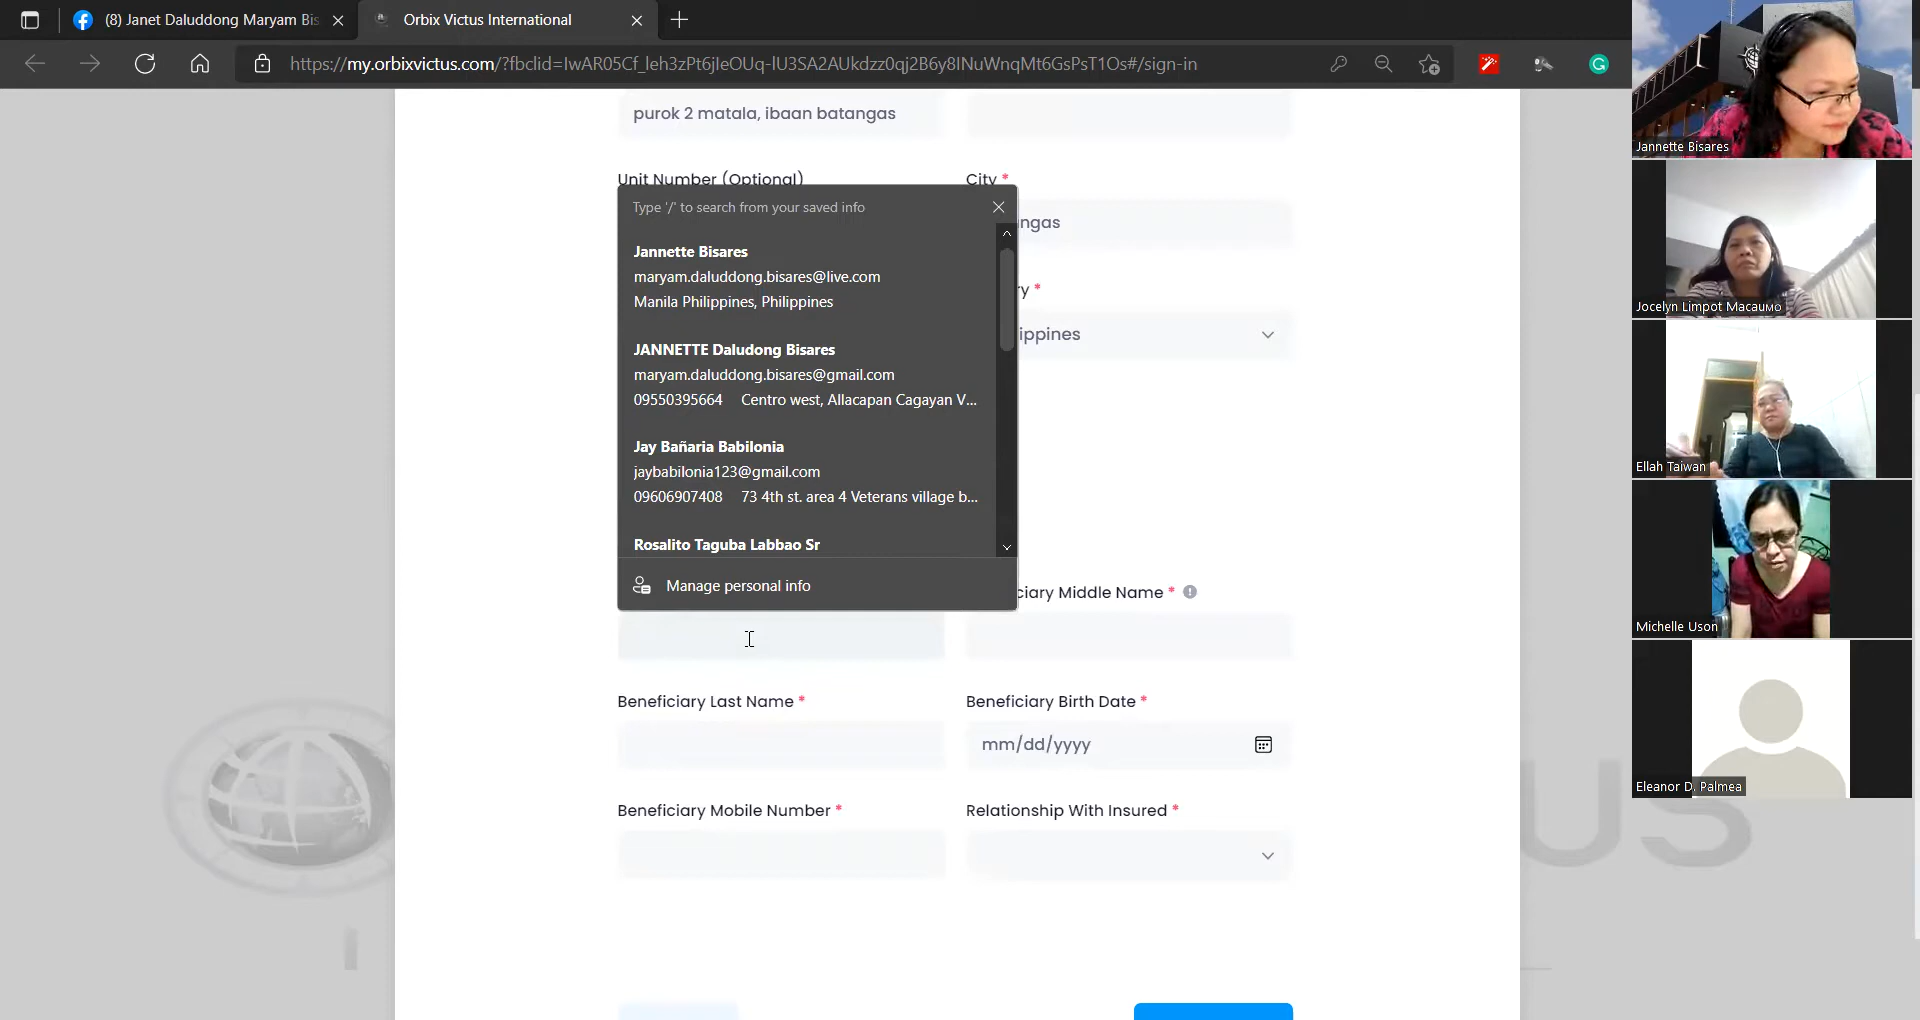 (8) Janet Daluddong Maryam Bis
Orbix Victus International
https://my.orbixvictus.com/?fbclid=IwAR05Cf_leh3zPt6jIeOUq-IU3SA2AUkdzz0qj2B6y8INuWnqMt6GsPsT1Os#/sign-in
purok 2 matala, ibaan batangas
Unit Number (Optional)
City *
Type '/' to search from your saved info
ngas
Jannette Bisares
maryam.daluddong.bisares@live.com
Manila Philippines, Philippines
ry *
ippines
JANNETTE Daludong Bisares
maryam.daluddong.bisares@gmail.com
09550395664 Centro west, Allacapan Cagayan V...
Jay Bañaria Babilonia
jaybabilonia123@gmail.com
09606907408 73 4th st. area 4 Veterans village b...
Rosalito Taguba Labbao Sr
Manage personal info
ciary Middle Name *
Beneficiary Last Name *
Beneficiary Birth Date *
mm/dd/yyyy
Beneficiary Mobile Number *
Relationship With Insured *
Jannette Bisares
Jocelyn Limpot Macaumo
Ellah Taiwan
Michelle Uson
Eleanor D. Palmea
US